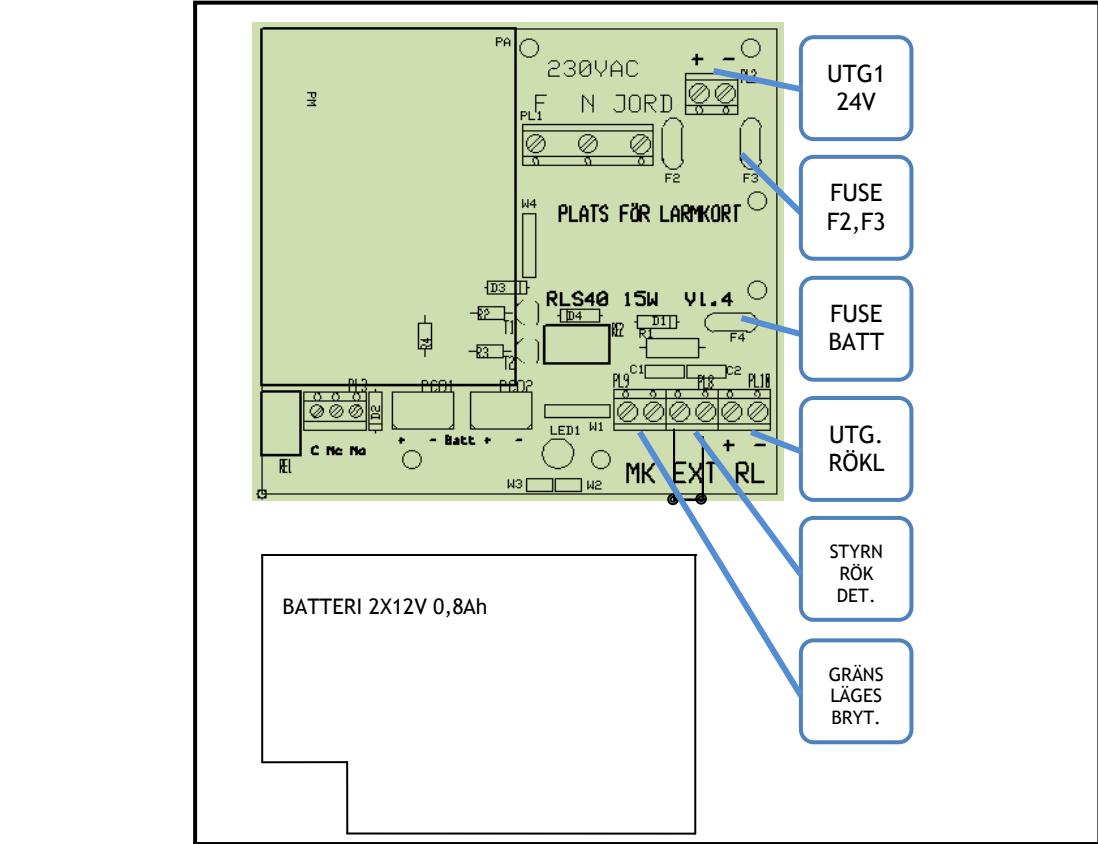 PA
230VAC
+ -
PL2
UTG1
24V
PM
F N JORD
PL1
F2 F3
FUSE
F2,F3
W4
PLATS FÖR LARMKORT
D3
RLS40 15W V1.4
R2
T1
D4
RE2
D1
R1
F4
FUSE
BATT
R4
R3
T2
C1
C2
PL3
PCD1
PCD2
PL9
PL8
PL10
D2
+ - Batt + -
LED1
W1
+ -
UTG.
RÖKL
RE1
C Nc No
MK EXT RL
W3
W2
STYRN
RÖK
DET.
BATTERI 2X12V 0,8Ah
GRÄNS
LÄGES
BRYT.